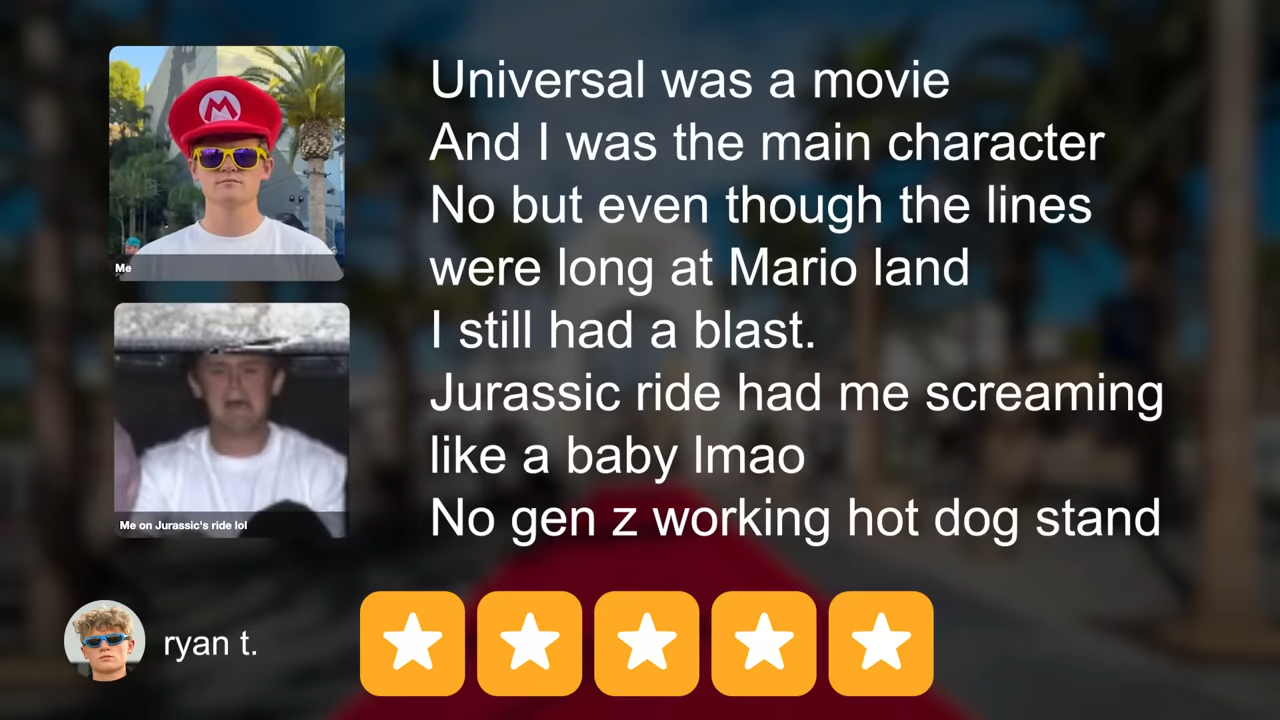 M
Me
Me on Jurassic's ride lol
Universal was a movie
And I was the main character
No but even though the lines
were long at Mario land
I still had a blast.
Jurassic ride had me screaming
like a baby lmao
No gen z working hot dog stand
ryan t.